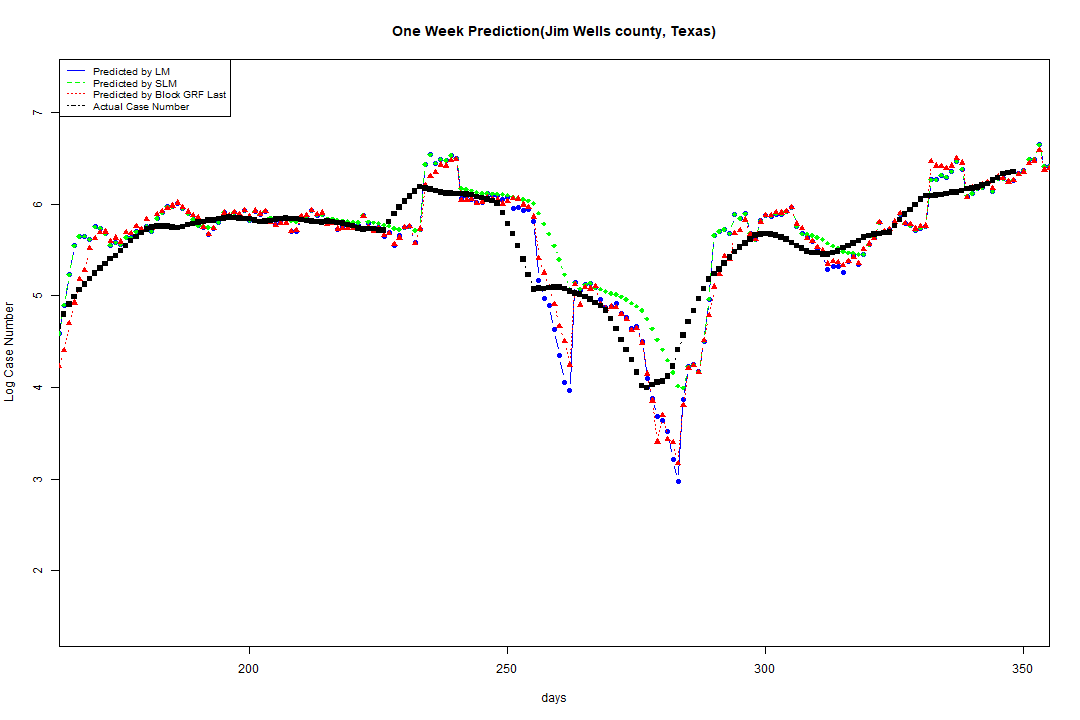 One Week Prediction(Jim Wells county, Texas)
Predicted by LM
Predicted by SLM
Predicted by Block GRF Last
Actual Case Number
7
6
5
4
3
2
Log Case Number
200
250
300
350
days